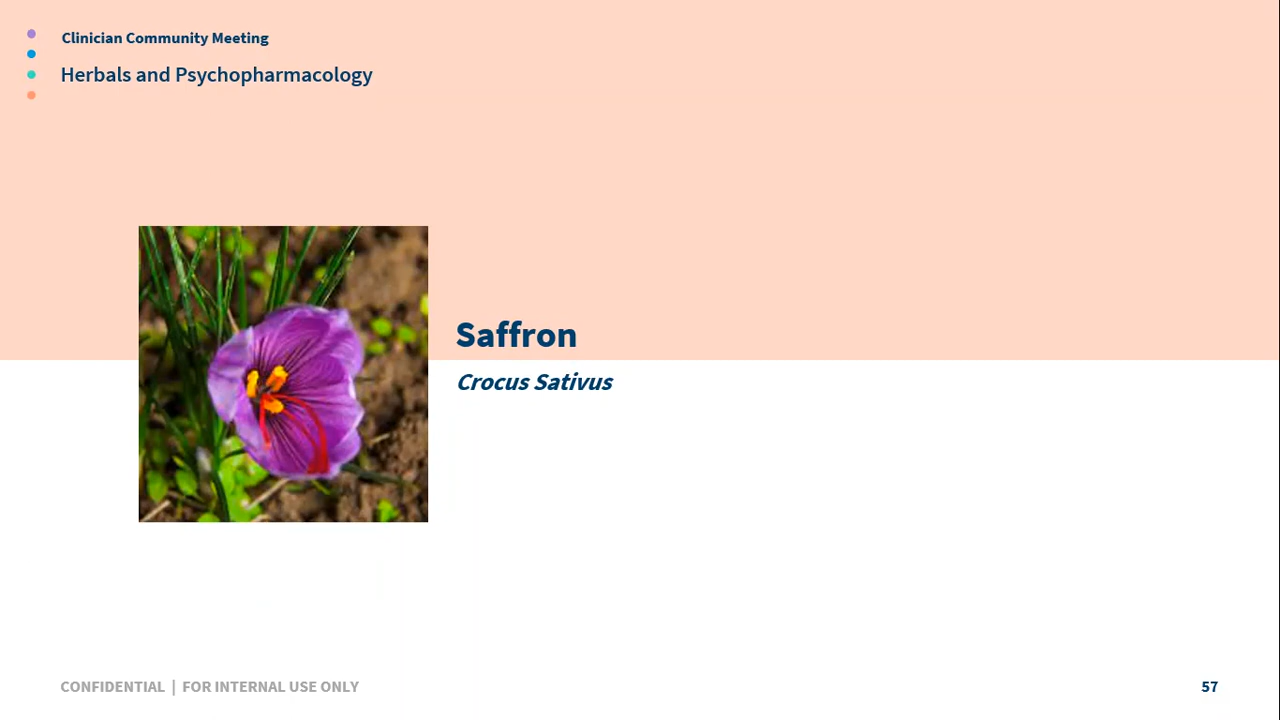 Clinician Community Meeting
Herbals and Psychopharmacology
Saffron
Crocus Sativus
CONFIDENTIAL | FOR INTERNAL USE ONLY
57